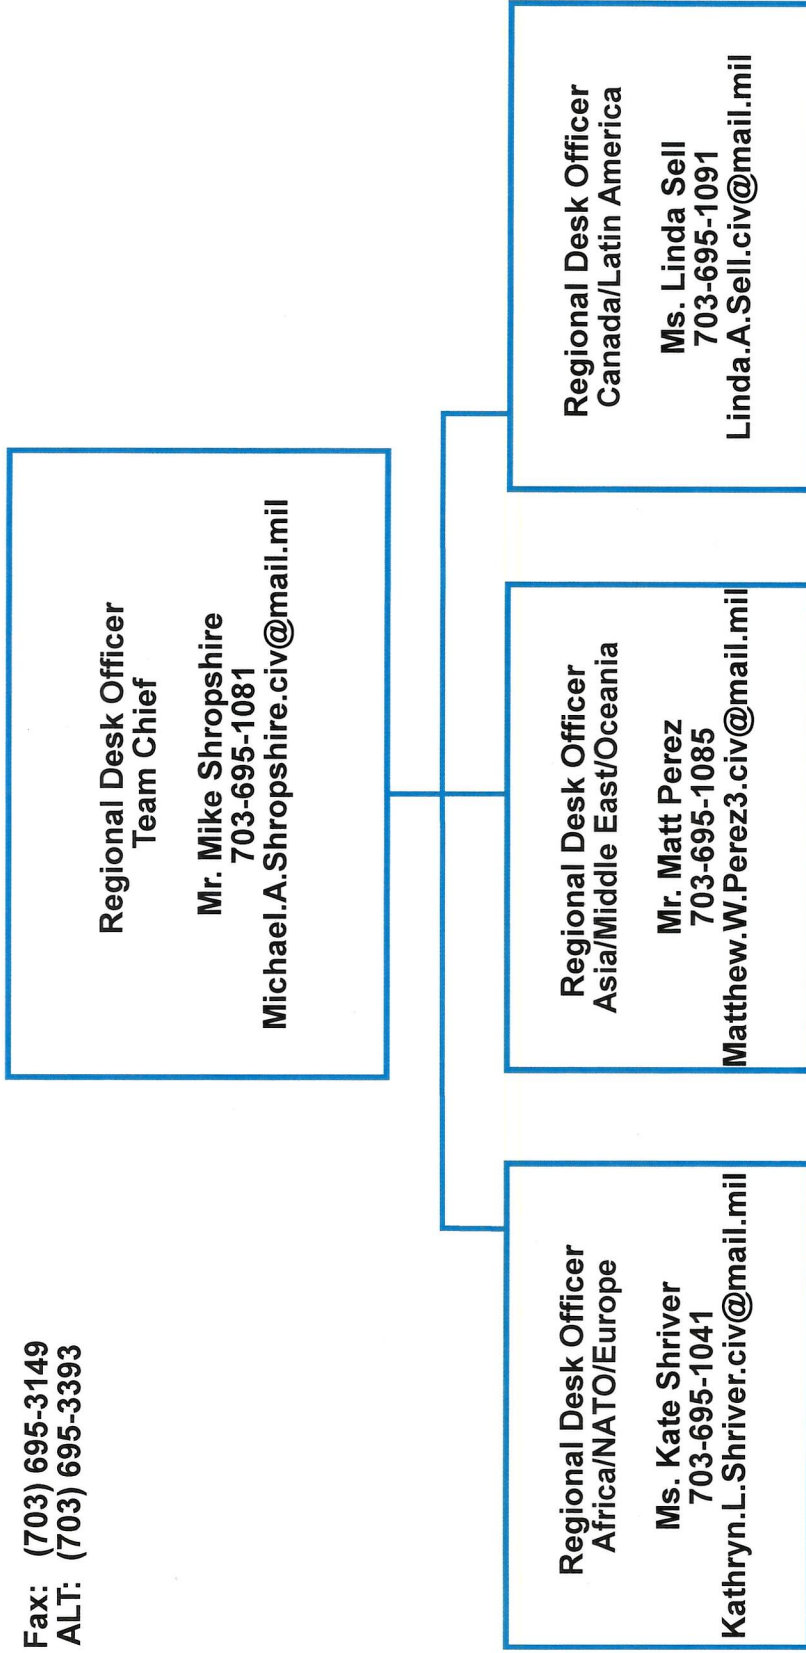 Fax: (703) 695-3149
ALT: (703) 695-3393
Regional Desk Officer
Team Chief
Mr. Mike Shropshire
703-695-1081
Michael.A.Shropshire.civ@mail.mil
Regional Desk Officer
Africa/NATO/Europe
Ms. Kate Shriver
703-695-1041
Kathryn.L.Shriver.civ@mail.mil
Regional Desk Officer
Asia/Middle East/Oceania
Mr. Matt Perez
703-695-1085
Matthew.W.Perez3.civ@mail.mil
Regional Desk Officer
Canada/Latin America
Ms. Linda Sell
703-695-1091
Linda.A.Sell.civ@mail.mil